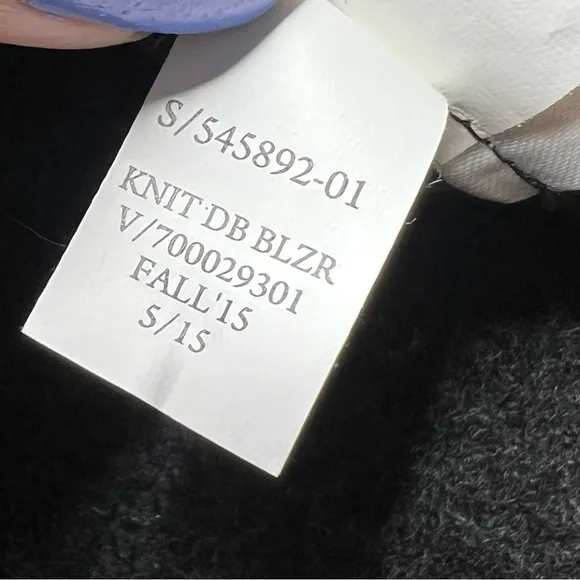 S/545892-01
KNIT DB BLZR
V/700029301
FALL'15
5/15